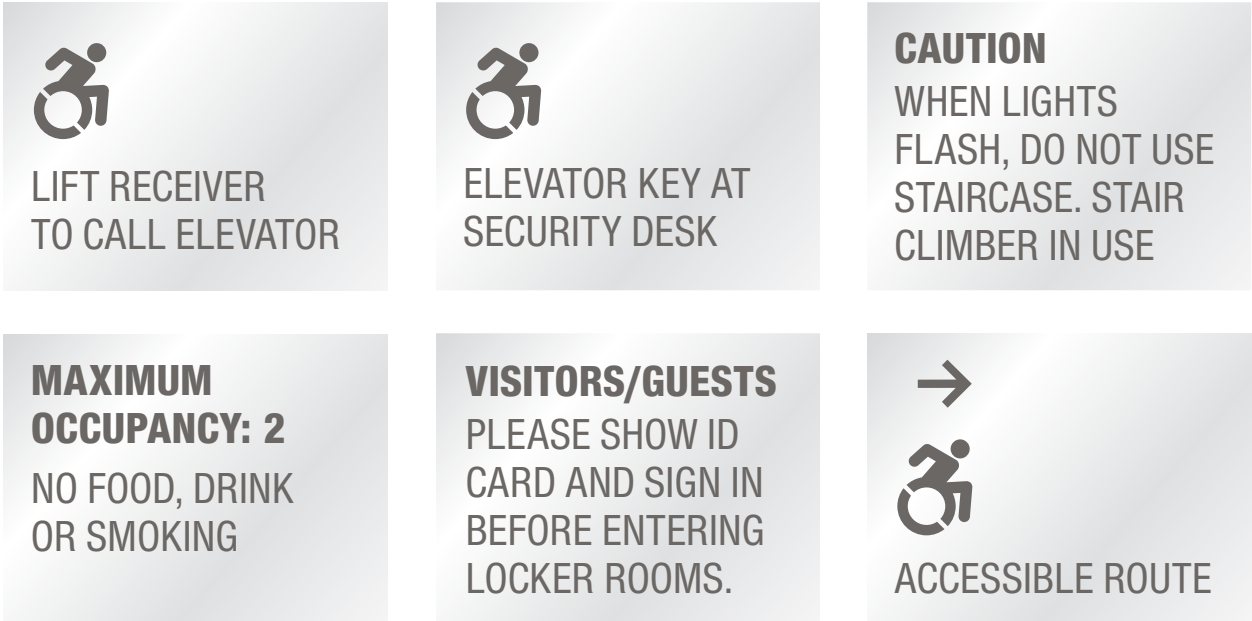 LIFT RECEIVER
TO CALL ELEVATOR
ELEVATOR KEY AT
SECURITY DESK
CAUTION
WHEN LIGHTS
FLASH, DO NOT USE
STAIRCASE. STAIR
CLIMBER IN USE
MAXIMUM
OCCUPANCY: 2
NO FOOD, DRINK
OR SMOKING
VISITORS/GUESTS
PLEASE SHOW ID
CARD AND SIGN IN
BEFORE ENTERING
LOCKER ROOMS.
ACCESSIBLE ROUTE